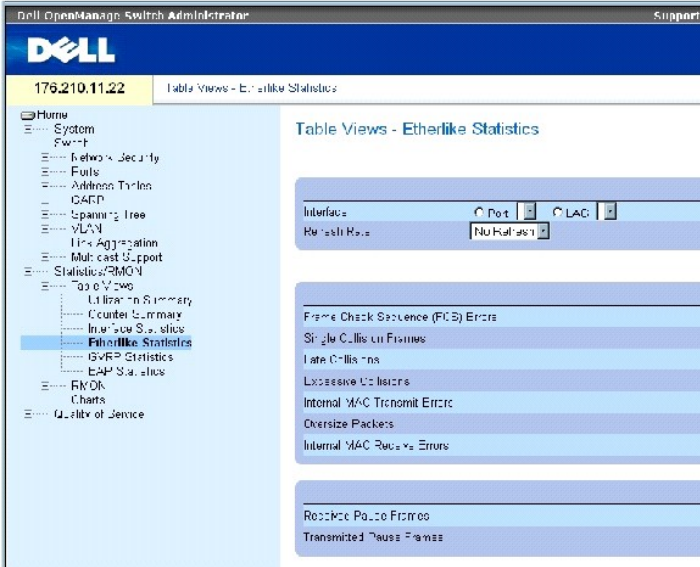 Dell OpenManage Switch Administrator
Support
DELL
176.210.11.22
Table Views - Etherlike Statistics
Home
System
Switch
Network Security
Ports
Address Tables
GARP
Spanning Tree
VLAN
Link Aggregation
Multicast Support
Statistics/RMON
Table Views
Utilization Summary
Counter Summary
Interface Statistics
Etherlike Statistics
GVRP Statistics
EAP Statistics
RMON
Charts
Quality of Service
Table Views - Etherlike Statistics
Interface Port LAG
Refresh Rate No Refresh
Frame Check Sequence (FCS) Errors
Single Collision Frames
Late Collisions
Excessive Collisions
Internal MAC Transmit Errors
Oversize Packets
Internal MAC Receive Errors
Received Pause Frames
Transmitted Pause Frames